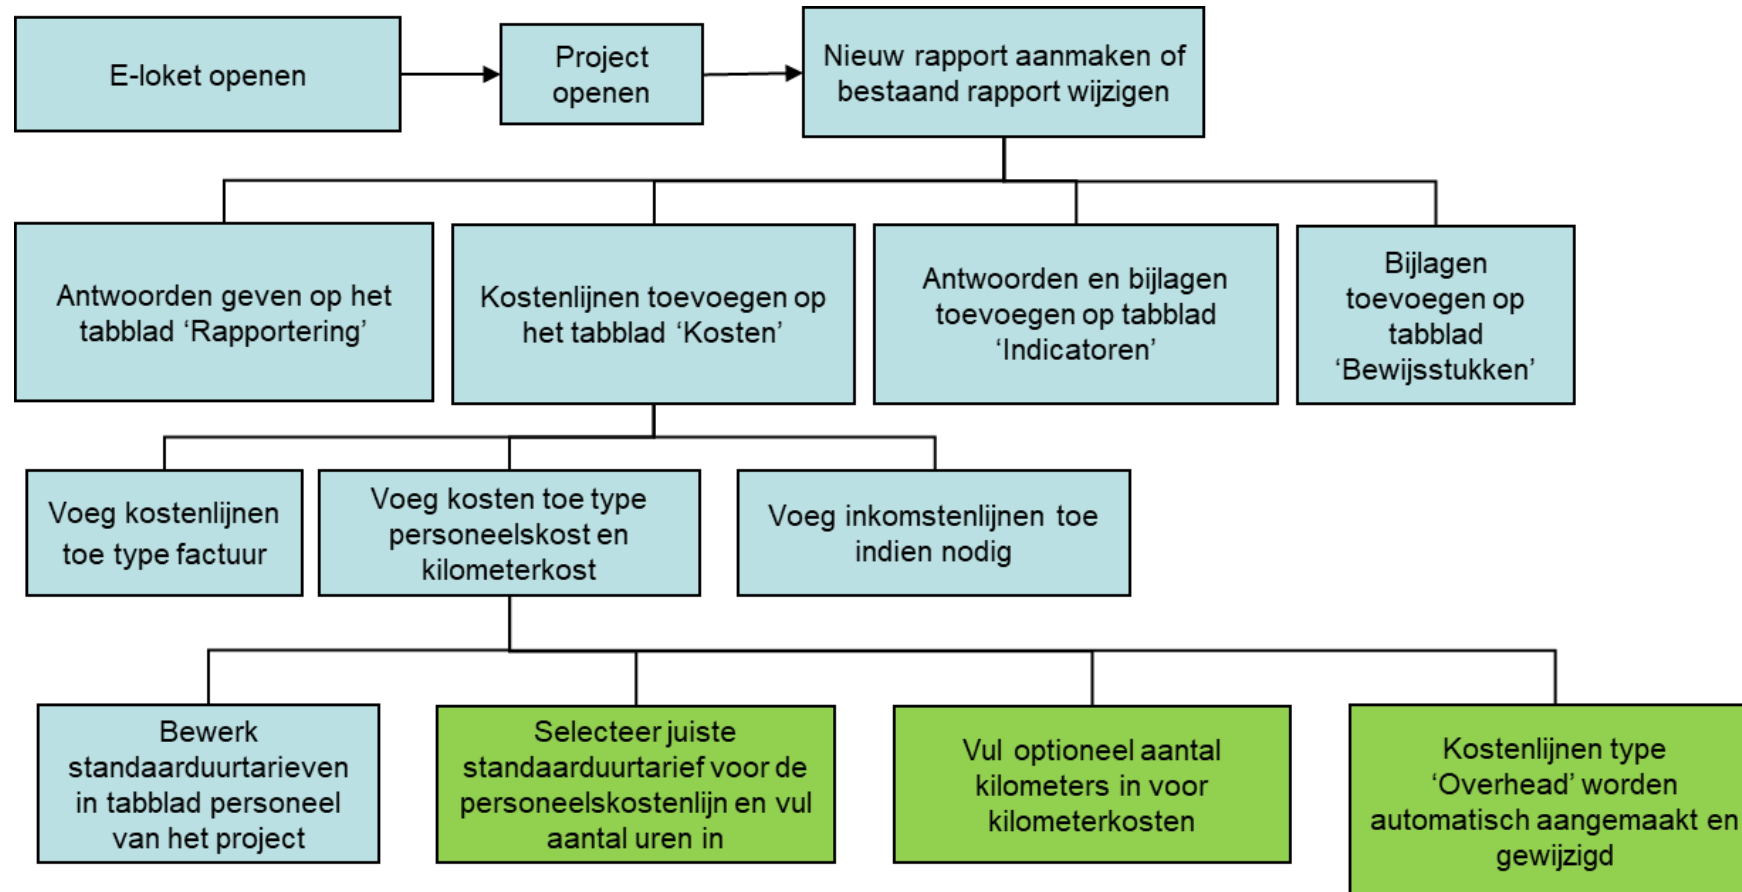 E-loket openen
Project
openen
Nieuw rapport aanmaken of
bestaand rapport wijzigen
Antwoorden geven op het
tabblad ‘Rapportering’
Kostenlijnen toevoegen op
het tabblad ‘Kosten’
Antwoorden en bijlagen
toevoegen op tabblad
‘Indicatoren’
Bijlagen
toevoegen op
tabblad
‘Bewijsstukken’
Voeg kostenlijnen
toe type factuur
Voeg kosten toe type
personeelskost en
kilometerkost
Voeg inkomstenlijnen toe
indien nodig
Bewerk
standaarduurtarieven
in tabblad personeel
van het project
Selecteer juiste
standaarduurtarief voor de
personeelskostenlijn en vul
aantal uren in
Vul optioneel aantal
kilometers in voor
kilometerkosten
Kostenlijnen type
‘Overhead’ worden
automatisch aangemaakt en
gewijzigd